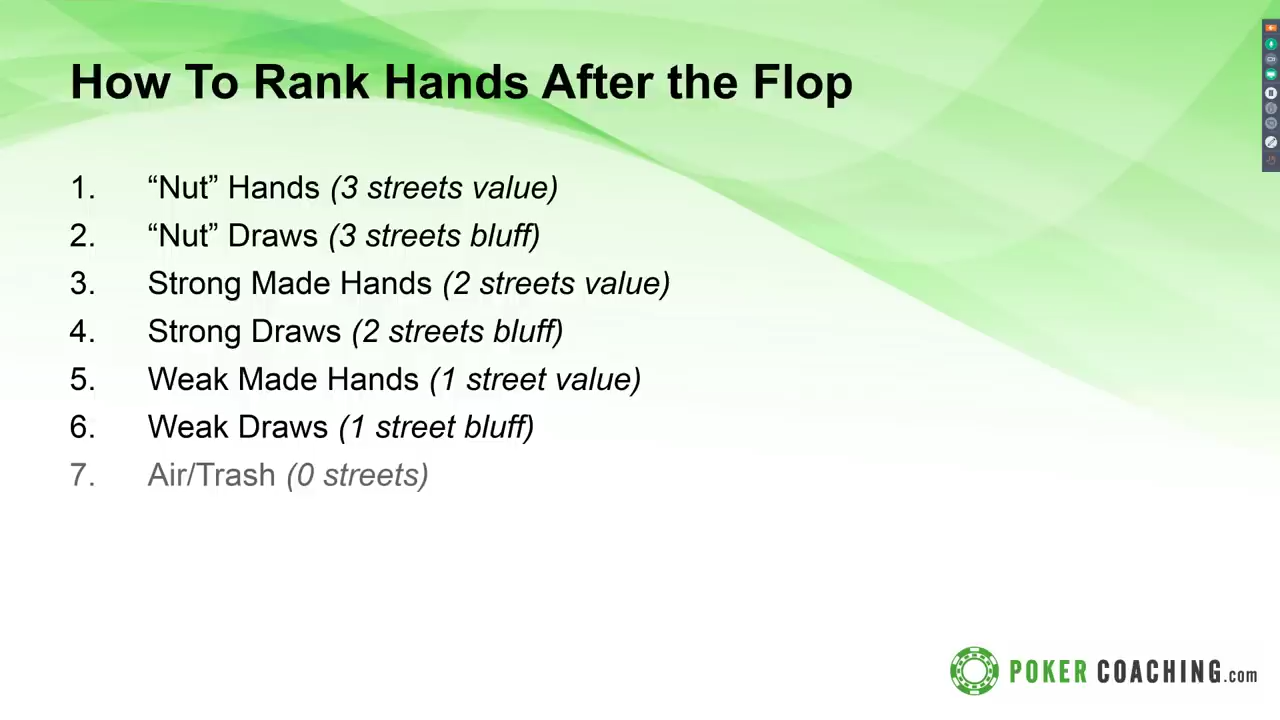 How To Rank Hands After the Flop
1. “Nut” Hands (3 streets value)
2. “Nut” Draws (3 streets bluff)
3. Strong Made Hands (2 streets value)
4. Strong Draws (2 streets bluff)
5. Weak Made Hands (1 street value)
6. Weak Draws (1 street bluff)
7. Air/Trash (0 streets)
POKER COACHING.com